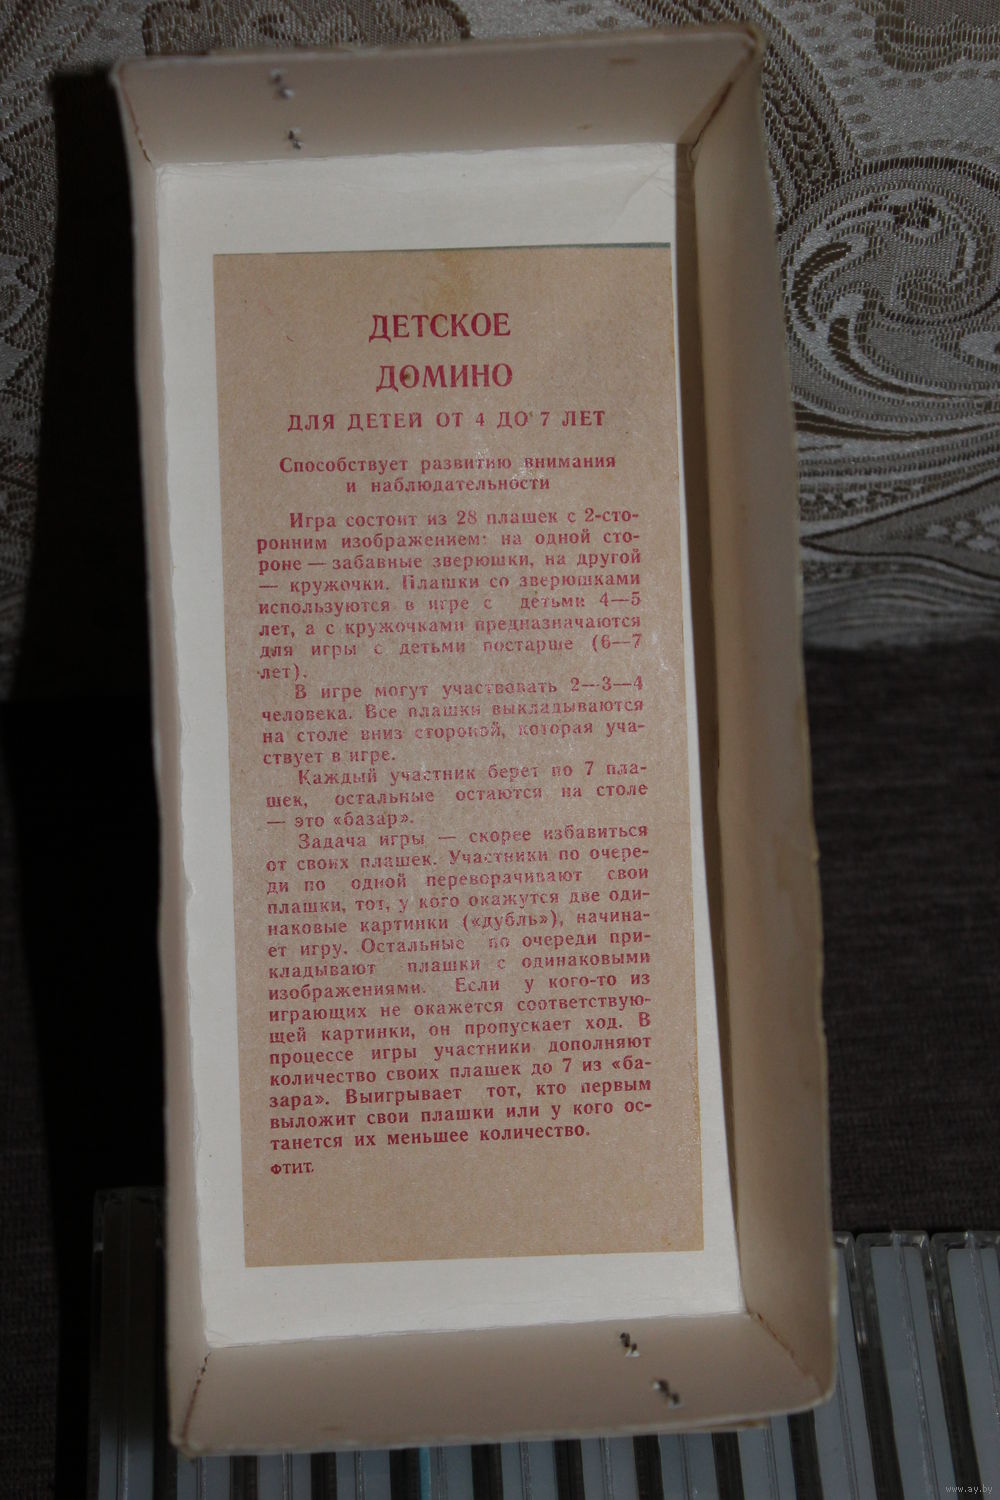 ДЕТСКОЕ
ДОМИНО
ДЛЯ ДЕТЕЙ ОТ 4 ДО 7 ЛЕТ
Способствует развитию внимания
и наблюдательности
Игра состоит из 28 плашек с 2-сто-
ронним изображением: на одной сто-
роне — забавные зверюшки, на другой
— кружочки. Плашки со зверюшками
используются в игре с детьми 4—5
лет, а с кружочками предназначаются
для игры с детьми постарше (6—7
лет).
В игре могут участвовать 2—3—4
человека. Все плашки выкладываются
на столе вниз стороной, которая уча-
ствует в игре.
Каждый участник берет по 7 пла-
шек, остальные остаются на столе
— это «базар».
Задача игры — скорее избавиться
от своих плашек. Участники по очере-
ди по одной переворачивают свои
плашки, тот, у кого окажутся две оди-
наковые картинки («дубль»), начина-
ет игру. Остальные по очереди при-
кладывают плашки с одинаковыми
изображениями. Если у кого-то из
играющих не окажется соответствую-
щей картинки, он пропускает ход. В
процессе игры участники дополняют
количество своих плашек до 7 из «ба-
зара». Выигрывает тот, кто первым
выложит свои плашки или у кого ос-
танется их меньшее количество.
ФТИТ.
www.ay.by